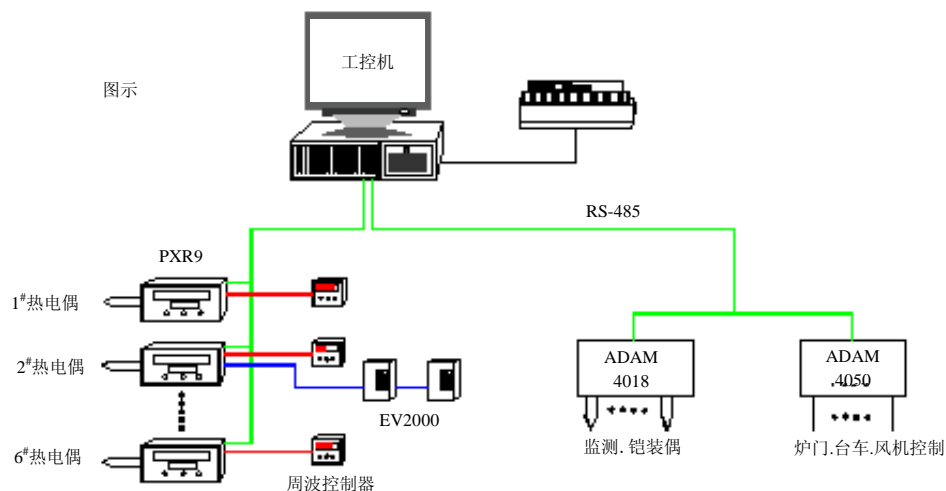 工控机
图示
RS-485
PXR9
1#热电偶
2#热电偶
ADAM
4018
ADAM
4050
EV2000
监测.铠装偶
炉门.台车.风机控制
6#热电偶
周波控制器